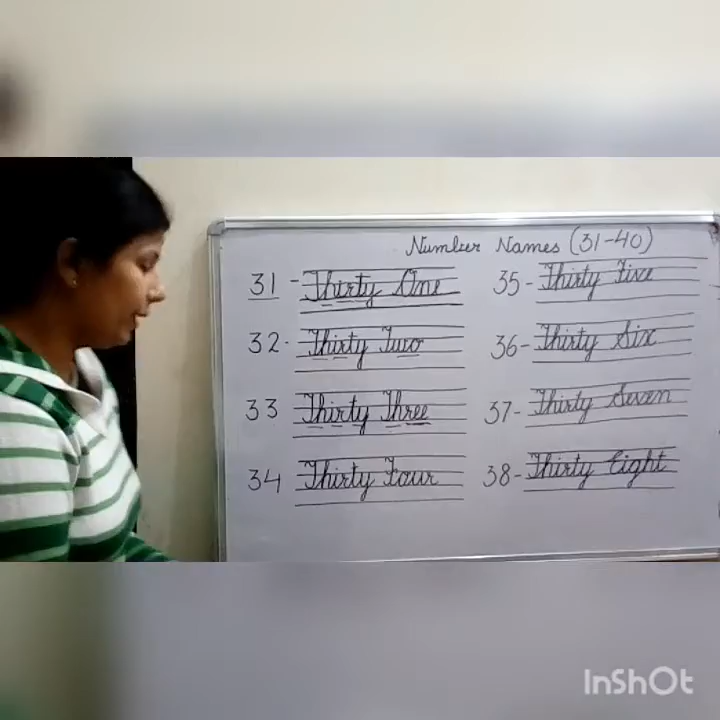 Number Names (31-40)
31 - Thirty One
32 - Thirty Two
33 Thirty Three
34 Thirty Four
35 - Thirty Five
36 - Thirty Six
37 - Thirty Seven
38 - Thirty Eight
InShOt